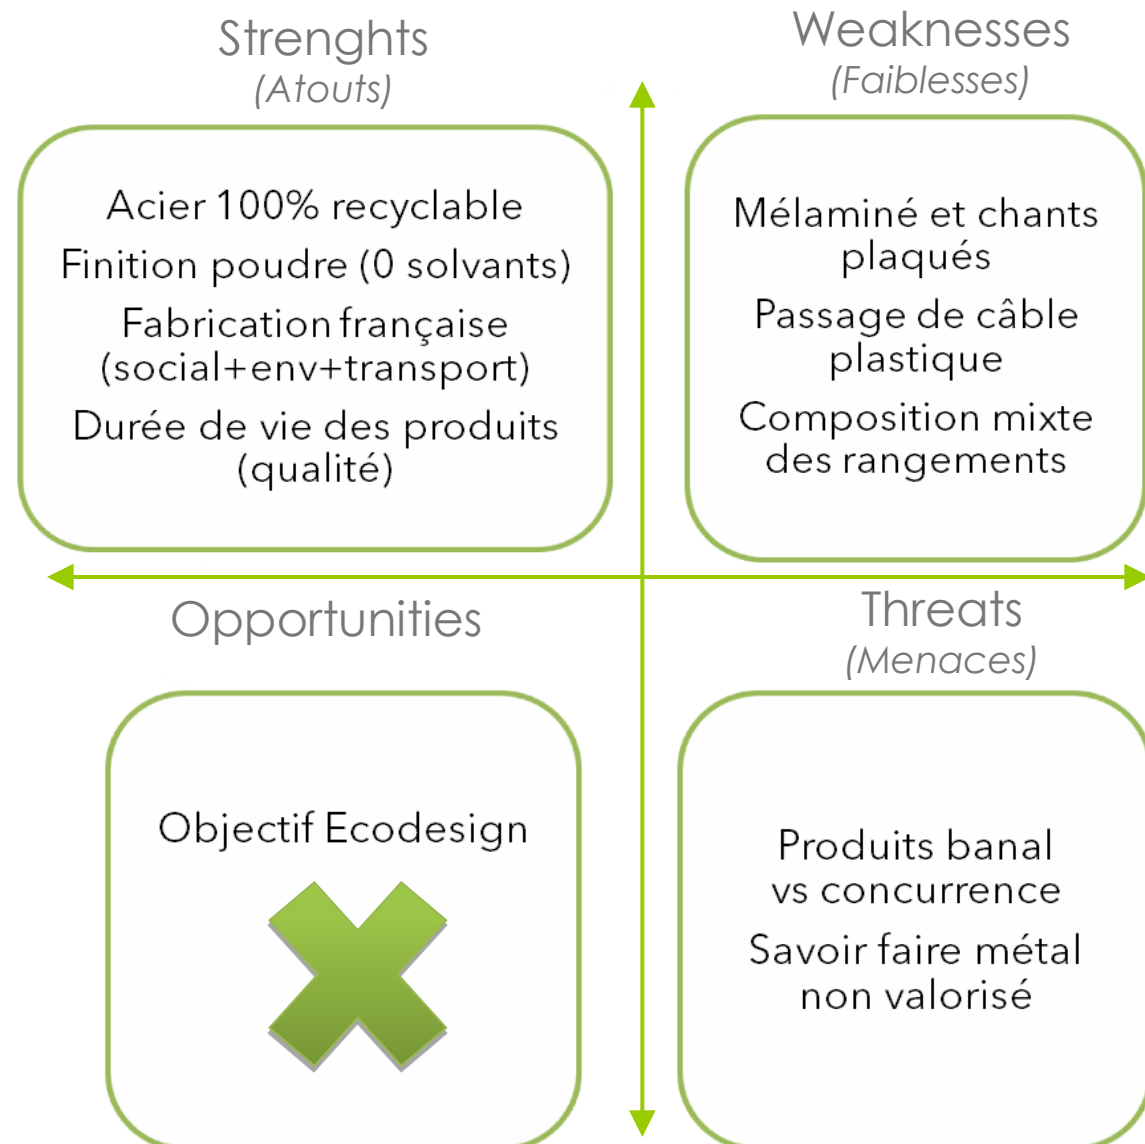 Strenghts
(Atouts)
Acier 100% recyclable
Finition poudre (0 solvants)
Fabrication française
(social+env+transport)
Durée de vie des produits
(qualité)
Weaknesses
(Faiblesses)
Mélaminé et chants
plaqués
Passage de câble
plastique
Composition mixte
des rangements
Opportunities
Objectif Ecodesign
Threats
(Menaces)
Produits banal
vs concurrence
Savoir faire métal
non valorisé